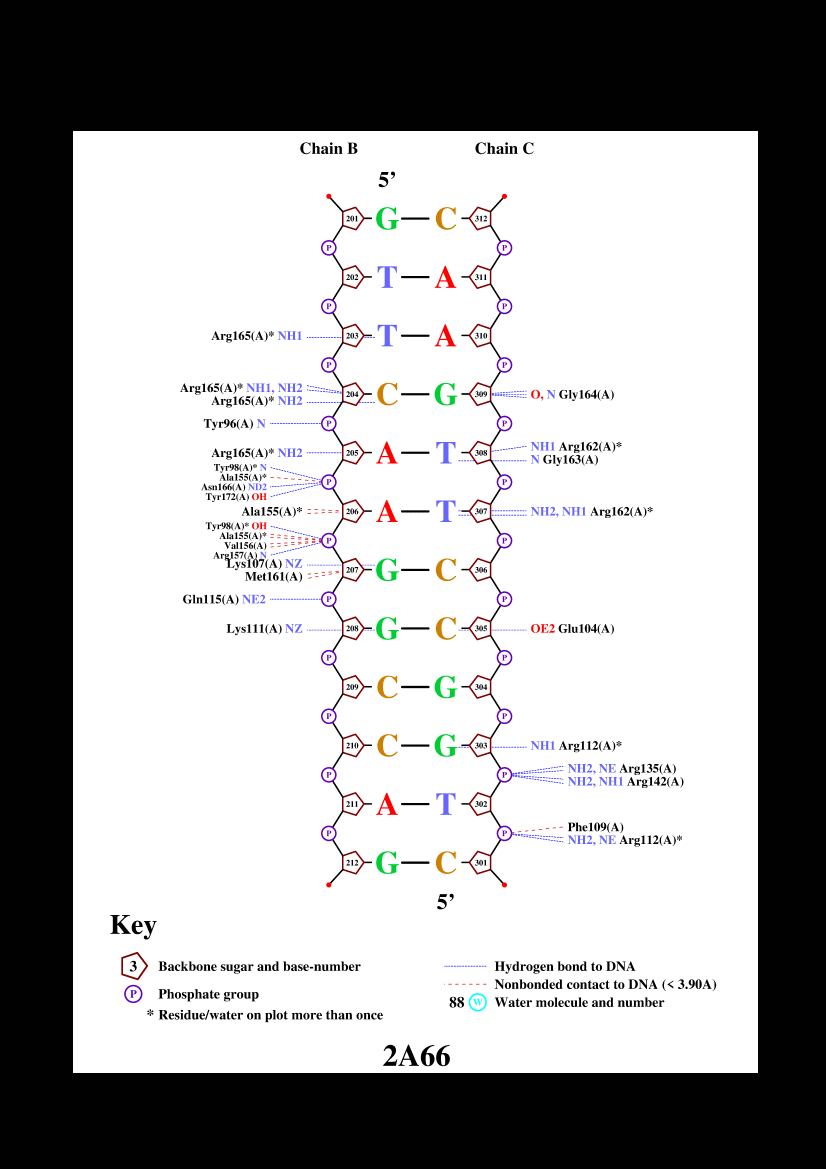 Chain B Chain C
5’
201 G C 312
P P
202 T A 311
P P
Arg165(A)* NH1 203 T A 310
P P
Arg165(A)* NH1, NH2 204 C G 309 O, N Gly164(A)
Arg165(A)* NH2
Tyr96(A) N P P
Arg165(A)* NH2 205 A T 308 NH1 Arg162(A)*
N Gly163(A)
Tyr98(A)* N
Ala155(A)* P P
Asn166(A) ND2
Tyr172(A) OH
Ala155(A)* 206 A T 307 NH2, NH1 Arg162(A)*
Tyr98(A)* OH
Ala155(A)* P P
Val156(A)
Arg157(A) N
Lys107(A) NZ 207 G C 306
Met161(A)
Gln115(A) NE2 P P
Lys111(A) NZ 208 G C 305 OE2 Glu104(A)
P P
209 C G 304
P P
210 C G 303 NH1 Arg112(A)*
NH2, NE Arg135(A)
P P
NH2, NH1 Arg142(A)
211 A T 302
Phe109(A)
P P
NH2, NE Arg112(A)*
212 G C 301
5’
Key
3 Backbone sugar and base-number
P Phosphate group
* Residue/water on plot more than once
Hydrogen bond to DNA
Nonbonded contact to DNA (< 3.90A)
88 W Water molecule and number
2A66